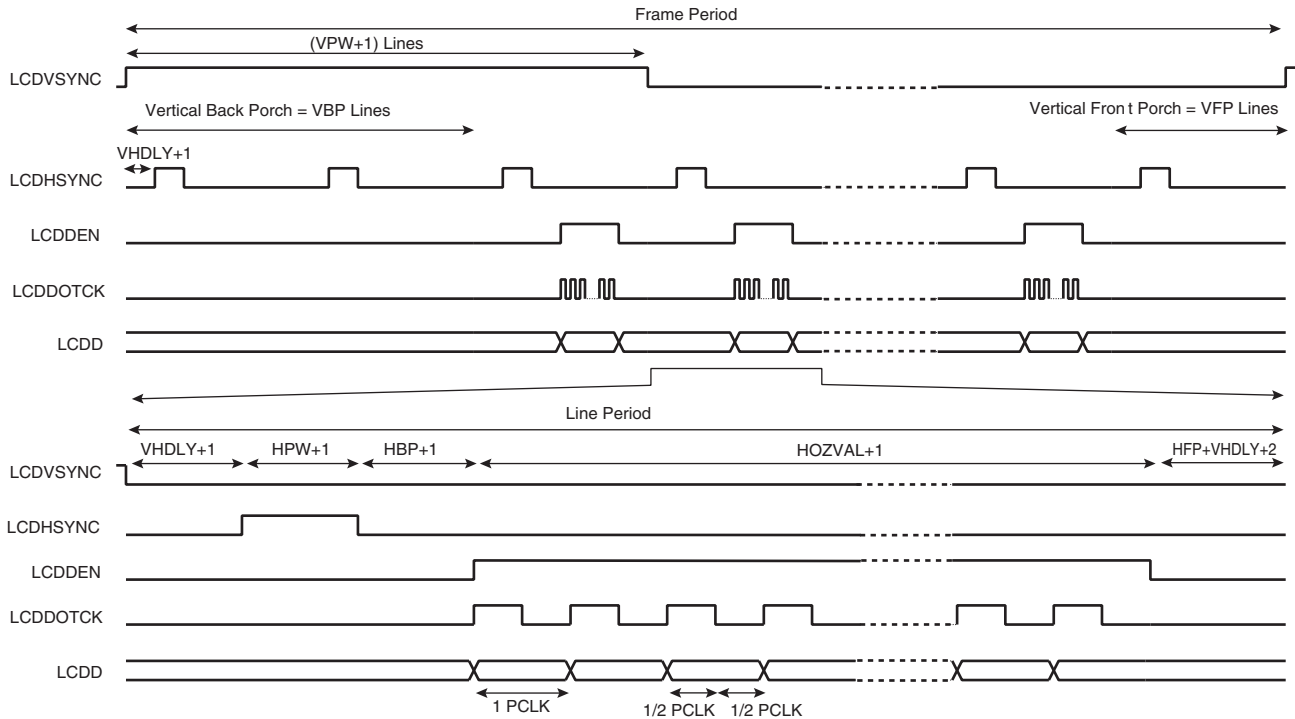 Frame Period
(VPW+1) Lines
LCDVSYNC
Vertical Back Porch = VBP Lines
Vertical Front Porch = VFP Lines
VHDLY+1
LCDHSYNC
LCDDEN
LCDDOTCK
LCDD
Line Period
VHDLY+1 HPW+1 HBP+1 HOZVAL+1 HFP+VHDLY+2
LCDVSYNC
LCDHSYNC
LCDDEN
LCDDOTCK
LCDD
1 PCLK 1/2 PCLK 1/2 PCLK